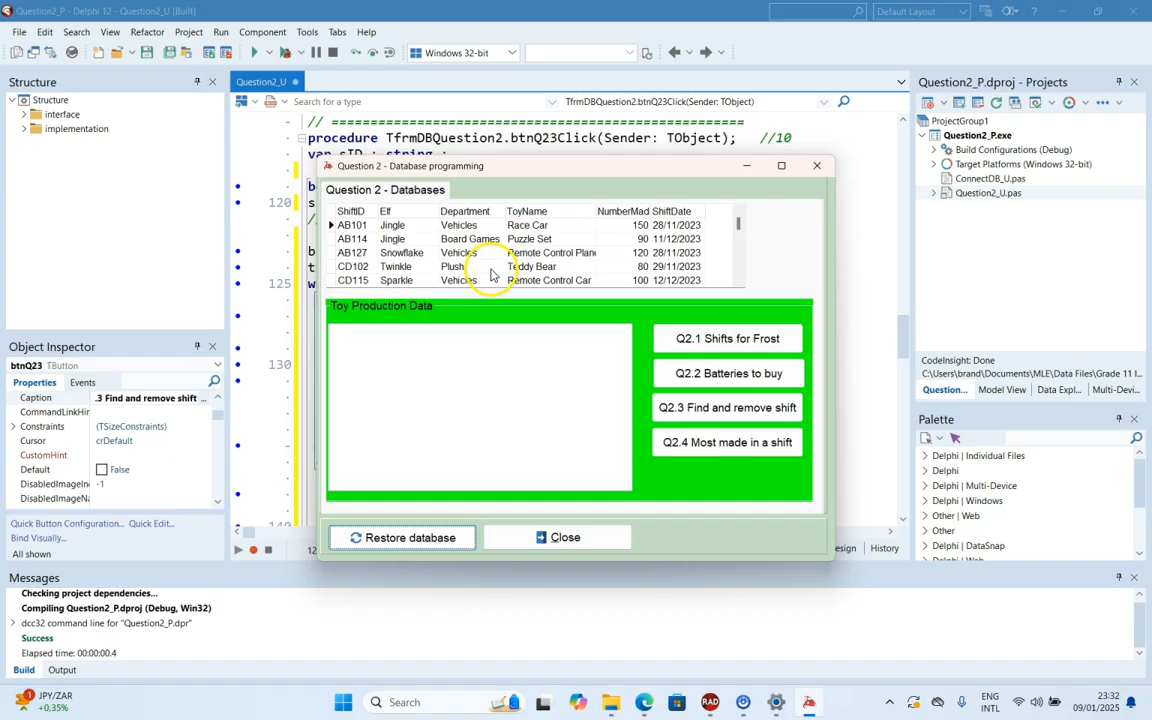 Question2_P - Delphi 12 - Question2_U [Built]
Default Layout
File Edit Search View Refactor Project Run Component Tools Tabs Help
Windows 32-bit
Structure
Question2_U
Question2_P.dproj - Projects
Search for a type
TfrmDBQuestion2.btnQ23Click(Sender: TObject)
Structure
interface
implementation
// ===================================================
procedure TfrmDBQuestion2.btnQ23Click(Sender: TObject); //10
120
125
130
Question 2 - Database programming
Question 2 - Databases
ShiftID Elf Department ToyName NumberMad ShiftDate
AB101 Jingle Vehicles Race Car 150 28/11/2023
AB114 Jingle Board Games Puzzle Set 90 11/12/2023
AB127 Snowflake Vehicles Remote Control Plane 120 28/11/2023
CD102 Twinkle Plush Teddy Bear 80 29/11/2023
CD115 Sparkle Vehicles Remote Control Car 100 12/12/2023
Toy Production Data
Q2.1 Shifts for Frost
Q2.2 Batteries to buy
Q2.3 Find and remove shift
Q2.4 Most made in a shift
Restore database
Close
ProjectGroup1
Question2_P.exe
Build Configurations (Debug)
Target Platforms (Windows 32-bit)
ConnectDB_U.pas
Question2_U.pas
CodeInsight: Done
C:\Users\brand\Documents\MLE\Data Files\Grade 11 I...
Question... Model View Data Expl... Multi-Devi...
Object Inspector
btnQ23 TButton
Properties Events
Caption .3 Find and remove shift ...
CommandLinkHin
Constraints (TSizeConstraints)
Cursor crDefault
CustomHint
Default False
DisabledImageIn -1
DisabledImageN
Quick Button Configuration... Quick Edit...
Bind Visually...
All shown
History
Palette
Delphi | Individual Files
Delphi
Delphi | Multi-Device
Delphi | Windows
Other | Web
Other
Delphi | DataSnap
Messages
Checking project dependencies...
Compiling Question2_P.dproj (Debug, Win32)
dcc32 command line for "Question2_P.dpr"
Success
Elapsed time: 00:00:00.4
Build Output
JPY/ZAR
+0,35%
Search
RAD
ENG
INTL
23:32
09/01/2025